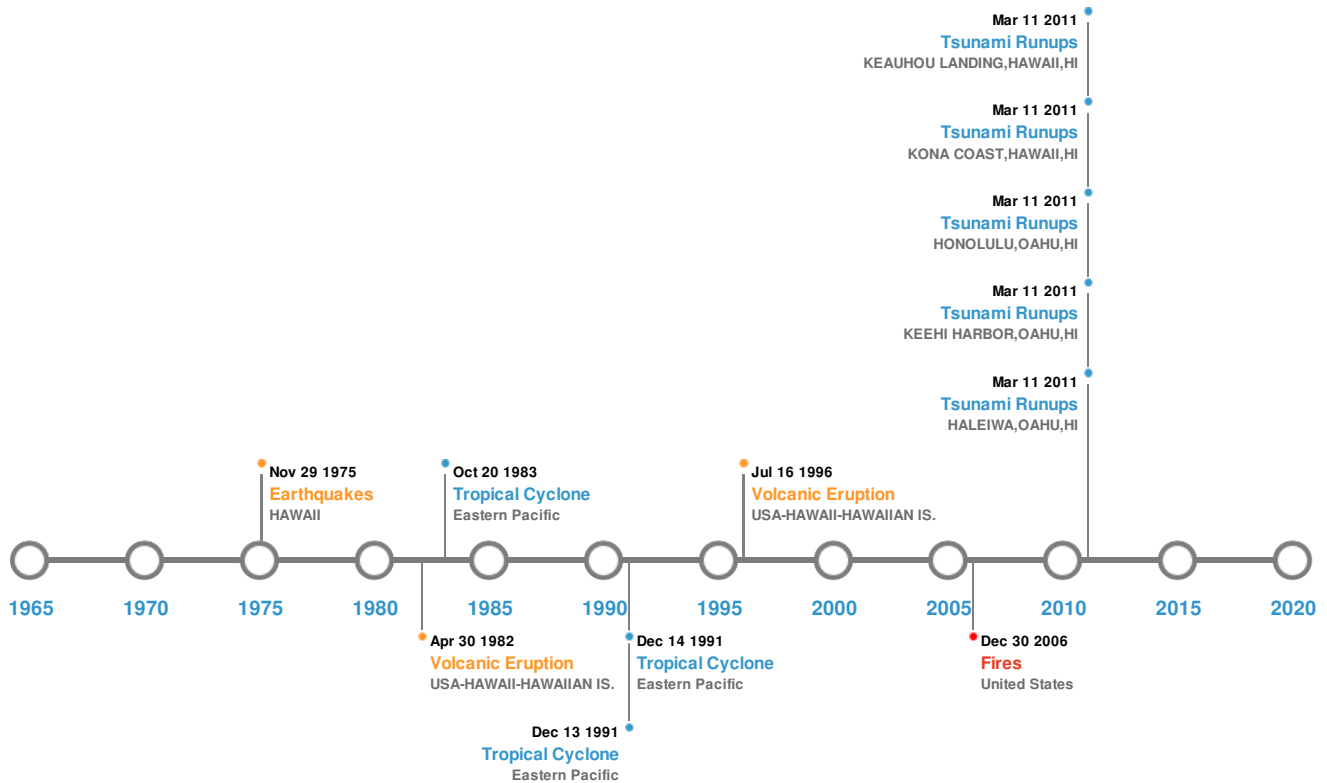 Mar 11 2011
Tsunami Runups
KEAUHOU LANDING,HAWAII,HI
Mar 11 2011
Tsunami Runups
KONA COAST,HAWAII,HI
Mar 11 2011
Tsunami Runups
HONOLULU,OAHU,HI
Mar 11 2011
Tsunami Runups
KEEHI HARBOR,OAHU,HI
Mar 11 2011
Tsunami Runups
HALEIWA,OAHU,HI
Nov 29 1975
Earthquakes
HAWAII
Oct 20 1983
Tropical Cyclone
Eastern Pacific
Jul 16 1996
Volcanic Eruption
USA-HAWAII-HAWAIIAN IS.
1965 1970 1975 1980 1985 1990 1995 2000 2005 2010 2015 2020
Apr 30 1982
Volcanic Eruption
USA-HAWAII-HAWAIIAN IS.
Dec 14 1991
Tropical Cyclone
Eastern Pacific
Dec 30 2006
Fires
United States
Dec 13 1991
Tropical Cyclone
Eastern Pacific